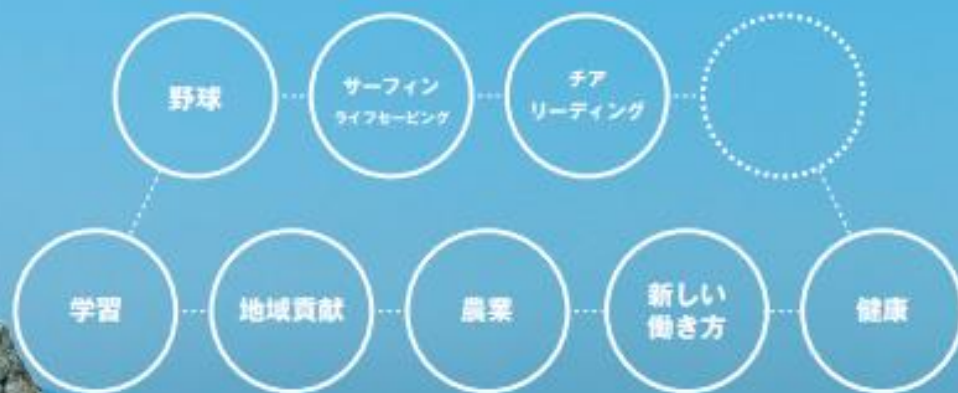 野球
サーフィン
ライフセービング
チア
リーディング
学習
地域貢献
農業
新しい
働き方
健康